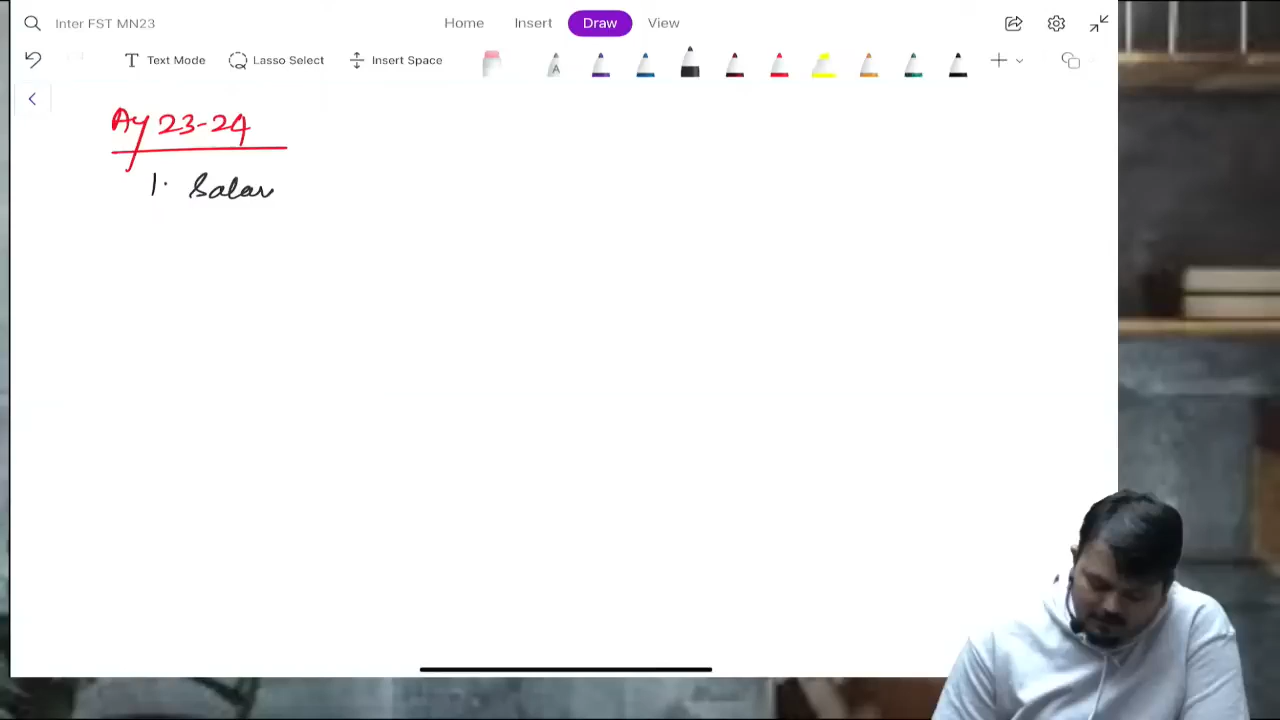 Inter FST MN23
Home Insert Draw View
Text Mode Lasso Select Insert Space
A
Ay 23-24
1. Salar